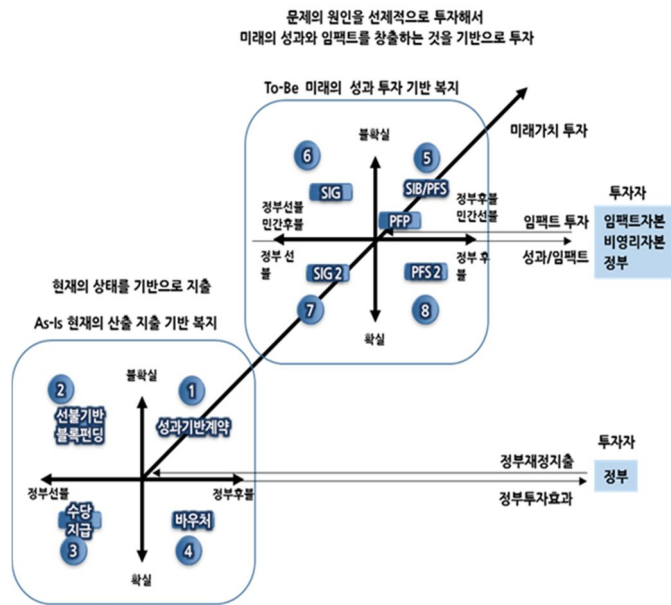 문제의 원인을 선제적으로 투자해서
미래의 성과와 임팩트를 창출하는 것을 기반으로 투자
To-Be 미래의 성과 투자 기반 복지
미래가치 투자
불확실
6
5
SIG
SIB/PFS
PFP
정부선불
민간후불
정부후불
민간선불
정부 선
불
정부 후
불
SIG 2
PFS 2
7
8
확실
임팩트 투자
성과/임팩트
투자자
임팩트자본
비영리자본
정부
현재의 상태를 기반으로 지출
As-Is 현재의 산출 지출 기반 복지
불확실
2
1
선불기반
블록펀딩
성과기반계약
정부선불
정부후불
수당
지급
바우처
3
4
확실
정부재정지출
정부투자효과
투자자
정부